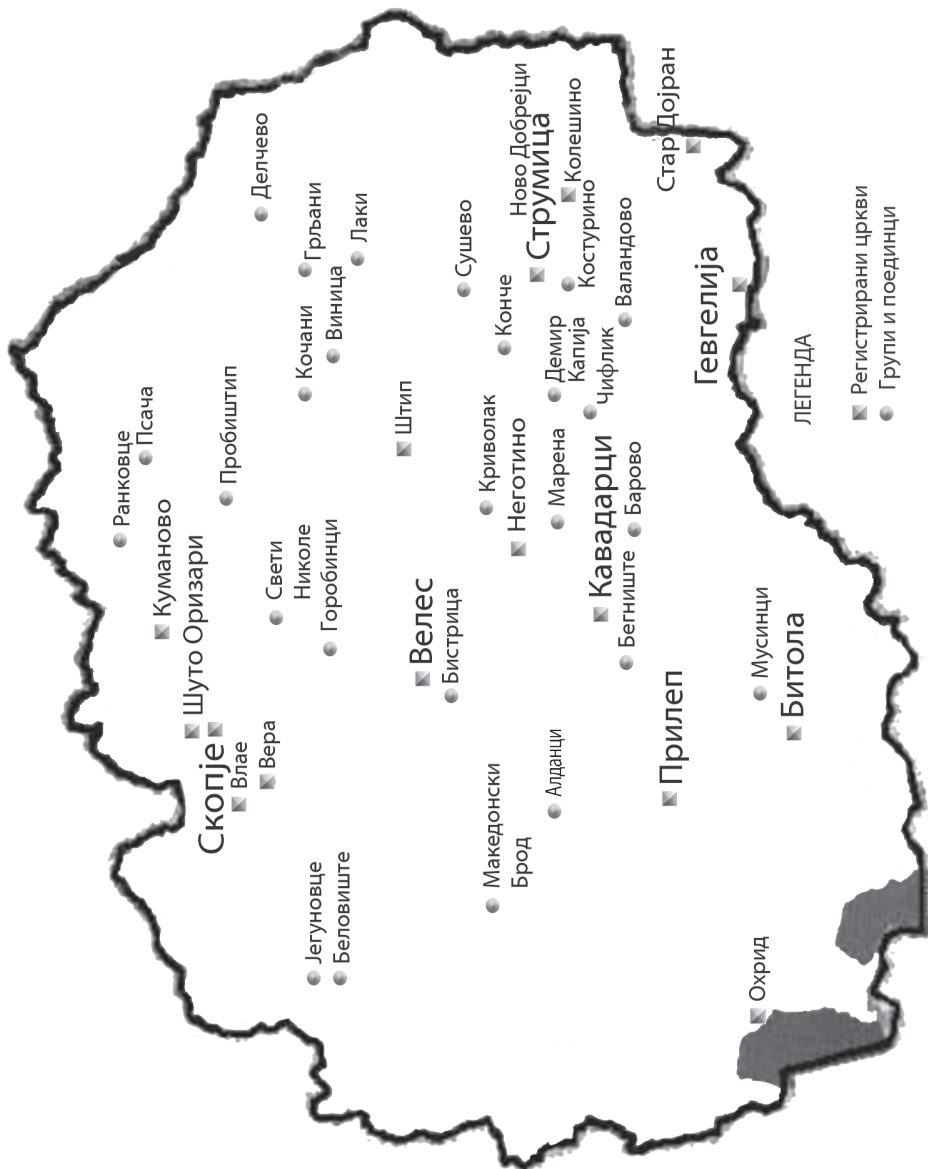 Ранковце
Псача
Куманово
Шуто Оризари
Скопје
Влае
Вера
Пробиштип
Делчево
Свети
Николе
Горобинци
Кочани
Виница
Грљани
Лаки
Јегуновце
Беловиште
Велес
Бистрица
Штип
Криволак
Неготино
Сушево
Конче
Ново Добрејци
Струмица
Колешино
Костурино
Валандово
Демир
Капија
Чифлик
Марена
Кавадарци
Бегниште
Барово
Македонски
Брод
Алданци
Прилеп
Стар Дојран
Гевгелија
Мусинци
Битола
Охрид
ЛЕГЕНДА
Регистрирани цркви
Групи и поединци